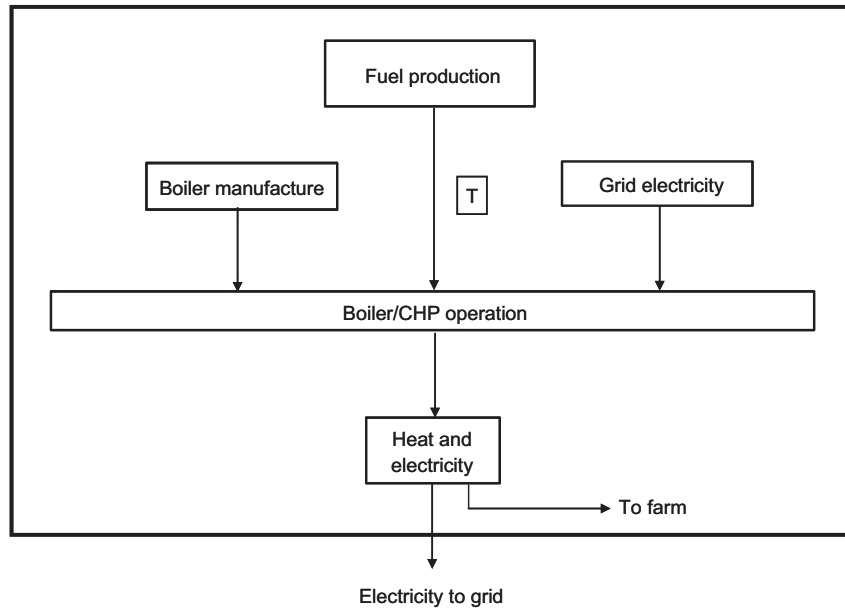 Fuel production
Boiler manufacture
T
Grid electricity
Boiler/CHP operation
Heat and
electricity
To farm
Electricity to grid